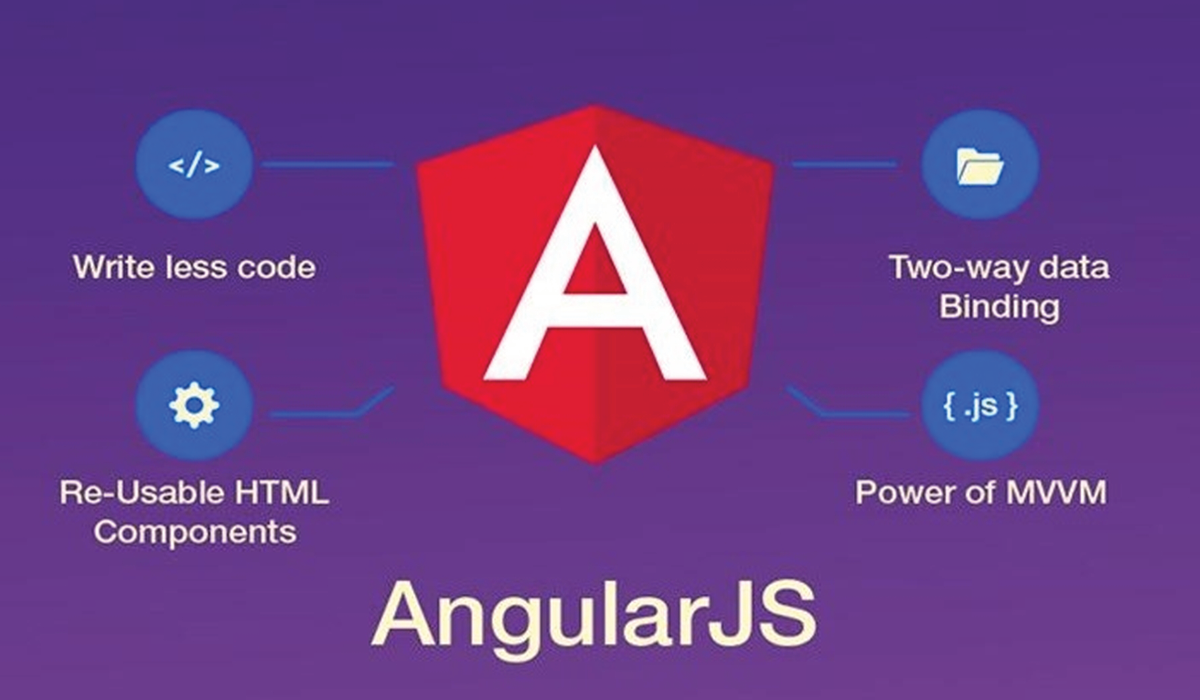 </>
Write less code
Re-Usable HTML
Components
A
Two-way data
Binding
{ .js }
Power of MVVM
AngularJS